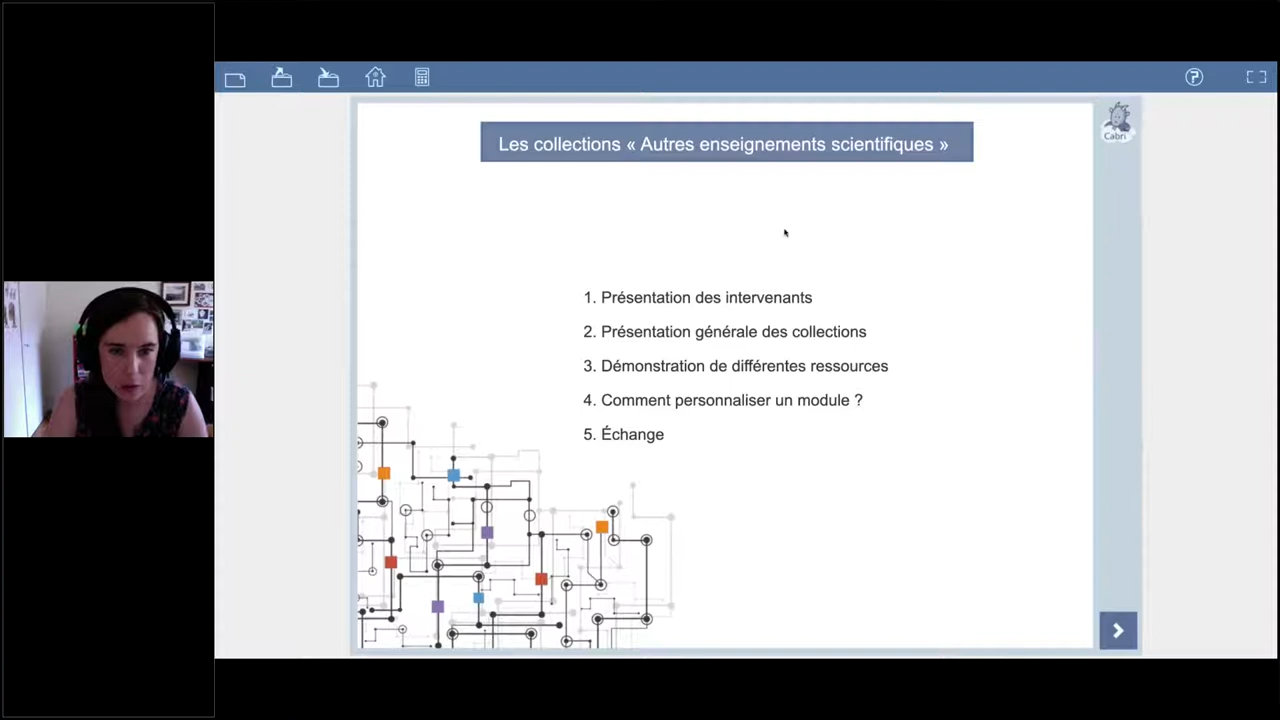 Les collections « Autres enseignements scientifiques »
Cabri
1. Présentation des intervenants
2. Présentation générale des collections
3. Démonstration de différentes ressources
4. Comment personnaliser un module ?
5. Échange